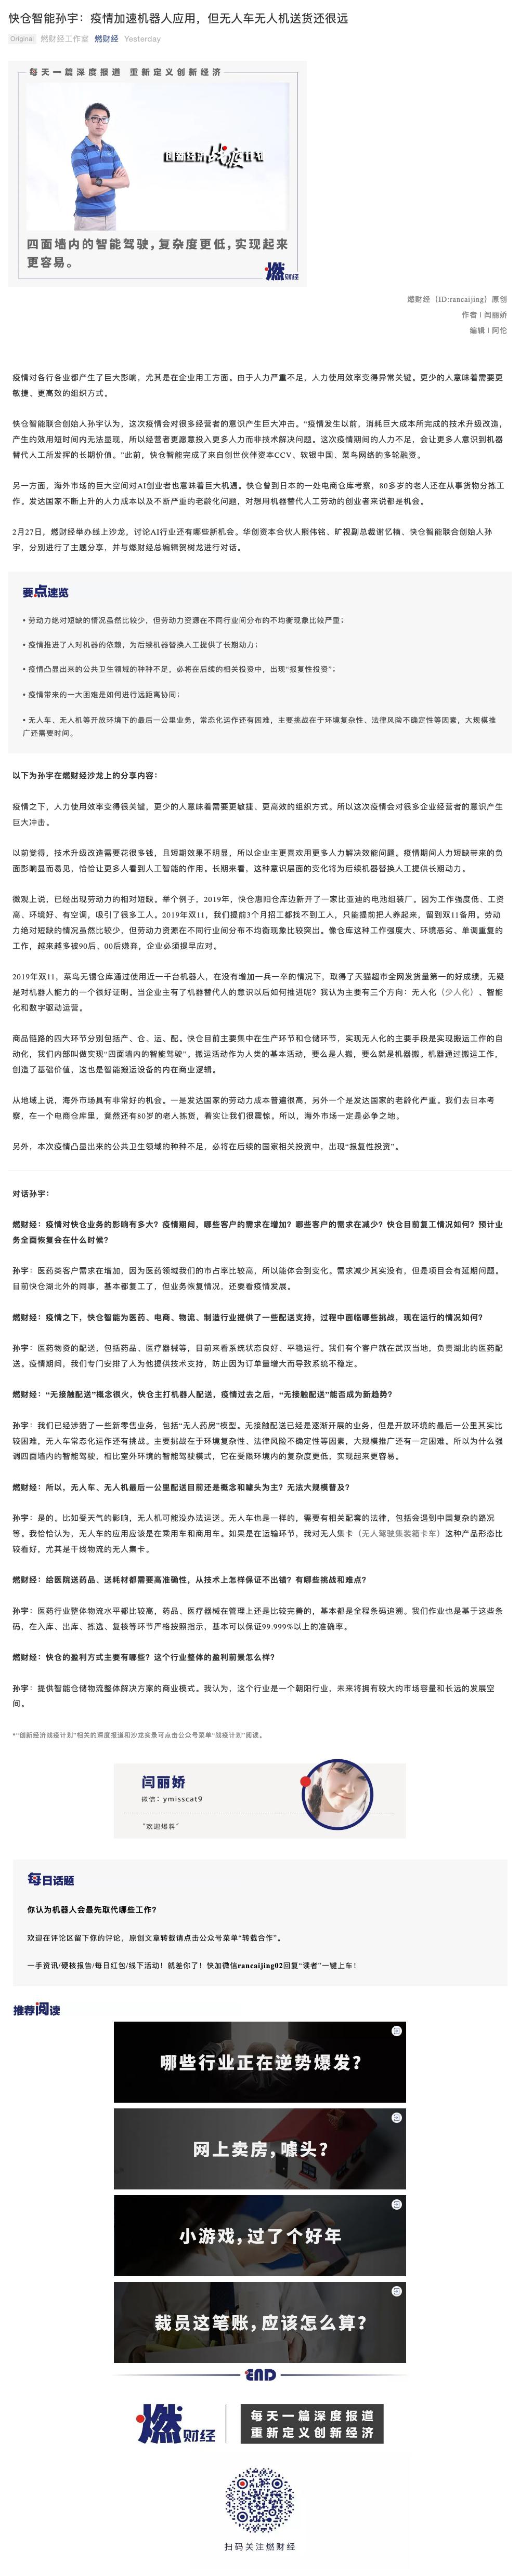 快仓智能孙宇：疫情加速机器人应用，但无人车无人机送货还很远
Original 燃财经工作室 燃财经 Yesterday
每天一篇深度报道 重新定义创新经济
创新经济战疫计划
四面墙内的智能驾驶，复杂度更低，实现起来
更容易。
燃财经
燃财经（ID:rancaijing）原创
作者 | 闫丽娇
编辑 | 阿伦
疫情对各行各业都产生了巨大影响，尤其是在企业用工方面。由于人力严重不足，人力使用效率变得异常关键。更少的人意味着需要更
敏捷、更高效的组织方式。
快仓智能联合创始人孙宇认为，这次疫情会对很多经营者的意识产生巨大冲击。“疫情发生以前，消耗巨大成本所完成的技术升级改造，
产生的效用短时间内无法显现，所以经营者更愿意投入更多人力而非技术解决问题。这次疫情期间的人力不足，会让更多人意识到机器
替代人工所发挥的长期价值。”此前，快仓智能完成了来自创世伙伴资本CCV、软银中国、菜鸟网络的多轮融资。
另一方面，海外市场的巨大空间对AI创业者也意味着巨大机遇。快仓曾到日本的一处电商仓库考察，80多岁的老人还在从事货物分拣工
作。发达国家不断上升的人力成本以及不断严重的老龄化问题，对想用机器人替代人工劳动的创业者来说都是机会。
2月27日，燃财经举办线上沙龙，讨论AI行业还有哪些新机会。华创资本合伙人熊伟铭、旷视副总裁谢忆楠、快仓智能联合创始人孙
宇，分别进行了主题分享，并与燃财经总编辑贺树龙进行对话。
要点速览
• 劳动力绝对短缺的情况虽然比较少，但劳动力资源在不同行业间分布的不均衡现象比较严重；
• 疫情推进了人对机器的依赖，为后续机器替换人工提供了长期动力；
• 疫情凸显出来的公共卫生领域的种种不足，必将在后续的相关投资中，出现“报复性投资”；
• 疫情带来的一大困难是如何进行远距离协同；
• 无人车、无人机等开放环境下的最后一公里业务，常态化运作还有困难，主要挑战在于环境复杂性、法律风险不确定性等因素，大规模推
广还需要时间。
以下为孙宇在燃财经沙龙上的分享内容：
疫情之下，人力使用效率变得很关键，更少的人意味着需要更敏捷、更高效的组织方式。所以这次疫情会对很多企业经营者的意识产生
巨大冲击。
以前觉得，技术升级改造需要花很多钱，且短期效果不明显，所以企业主更喜欢用更多人力解决效能问题。疫情期间人力短缺带来的负
面影响显而易见，恰恰让更多人看到人工智能的作用。长期来看，这种意识层面的变化将为后续机器替换人工提供长期动力。
微观上说，已经出现劳动力的相对短缺。举个例子，2019年，快仓惠阳仓库边新开了一家比亚迪的电池组装厂。因为工作强度低、工资
高、环境好、有空调，吸引了很多工人。2019年双11，我们提前3个月招工都找不到工人，只能提前把人养起来，留到双11备用。劳动
力绝对短缺的情况虽然比较少，但劳动力资源在不同行业间分布不均衡现象比较突出。像仓库这种工作强度大、环境恶劣、单调重复的
工作，越来越多被90后、00后嫌弃，企业必须提早应对。
2019年双11，菜鸟无锡仓库通过使用近一千台机器人，在没有增加一兵一卒的情况下，取得了天猫超市全网发货量第一的好成绩，无疑
是对机器人能力的一个很好证明。当企业主有了机器替代人的意识以后如何推进呢？我认为主要有三个方向：无人化（少人化）、智能
化和数字驱动运营。
商品链路的四大环节分别包括产、仓、运、配。快仓目前主要集中在生产环节和仓储环节，实现无人化的主要手段是实现搬运工作的自
动化，我们内部叫做实现“四面墙内的智能驾驶”。搬运活动作为人类的基本活动，要么是人搬，要么就是机器搬。机器通过搬运工作，
创造了基础价值，这也是智能搬运设备的内在商业逻辑。
从地域上说，海外市场具有非常好的机会。一是发达国家的劳动力成本普遍很高，另外一个是发达国家的老龄化严重。我们去日本考
察，在一个电商仓库里，竟然还有80岁的老人拣货，着实让我们很震惊。所以，海外市场一定是必争之地。
另外，本次疫情凸显出来的公共卫生领域的种种不足，必将在后续的国家相关投资中，出现“报复性投资”。
对话孙宇：
燃财经：疫情对快仓业务的影响有多大？疫情期间，哪些客户的需求在增加？哪些客户的需求在减少？快仓目前复工情况如何？预计业
务全面恢复会在什么时候？
孙宇：医药类客户需求在增加，因为医药领域我们的市占率比较高，所以能体会到变化。需求减少其实没有，但是项目会有延期问题。
目前快仓湖北外的同事，基本都复工了，但业务恢复情况，还要看疫情发展。
燃财经：疫情之下，快仓智能为医药、电商、物流、制造行业提供了一些配送支持，过程中面临哪些挑战，现在运行的情况如何？
孙宇：医药物资的配送，包括药品、医疗器械等，目前来看系统状态良好、平稳运行。我们有个客户就在武汉当地，负责湖北的医药配
送。疫情期间，我们专门安排了人为他提供技术支持，防止因为订单量增大而导致系统不稳定。
燃财经：“无接触配送”概念很火，快仓主打机器人配送，疫情过去之后，“无接触配送”能否成为新趋势？
孙宇：我们已经涉猎了一些新零售业务，包括“无人药房”模型。无接触配送已经是逐渐开展的业务，但是开放环境的最后一公里其实比
较困难，无人车常态化运作还有挑战。主要挑战在于环境复杂性、法律风险不确定性等因素，大规模推广还有一定困难。所以为什么强
调四面墙内的智能驾驶，相比室外环境的智能驾驶模式，它在受限环境内的复杂度更低，实现起来更容易。
燃财经：所以，无人车、无人机最后一公里配送目前还是概念和噱头为主？无法大规模普及？
孙宇：是的。比如受天气的影响，无人机可能没办法运送。无人车也是一样的，需要有相关配套的法律，包括会遇到中国复杂的路况
等。我恰恰认为，无人车的应用应该是在乘用车和商用车。如果是在运输环节，我对无人集卡（无人驾驶集装箱卡车）这种产品形态比
较看好，尤其是干线物流的无人集卡。
燃财经：给医院送药品、送耗材都需要高准确性，从技术上怎样保证不出错？有哪些挑战和难点？
孙宇：医药行业整体物流水平都比较高，药品、医疗器械在管理上还是比较完善的，基本都是全程条码追溯。我们作业也是基于这些条
码，在入库、出库、拣选、复核等环节严格按照指示，基本可以保证99.999%以上的准确率。
燃财经：快仓的盈利方式主要有哪些？这个行业整体的盈利前景怎么样？
孙宇：提供智能仓储物流整体解决方案的商业模式。我认为，这个行业是一个朝阳行业，未来将拥有较大的市场容量和长远的发展空
间。
*“创新经济战疫计划”相关的深度报道和沙龙实录可点击公众号菜单“战疫计划”阅读。
闫丽娇
微信：ymisscat9
“欢迎爆料”
每日话题
你认为机器人会最先取代哪些工作？
欢迎在评论区留下你的评论，原创文章转载请点击公众号菜单“转载合作”。
一手资讯/硬核报告/每日红包/线下活动！就差你了！快加微信rancaijing02回复“读者”一键上车！
推荐阅读
哪些行业正在逆势爆发？
网上卖房，噱头？
小游戏，过了个好年
裁员这笔账，应该怎么算？
END
燃财经
每天一篇深度报道
重新定义创新经济
扫码关注燃财经